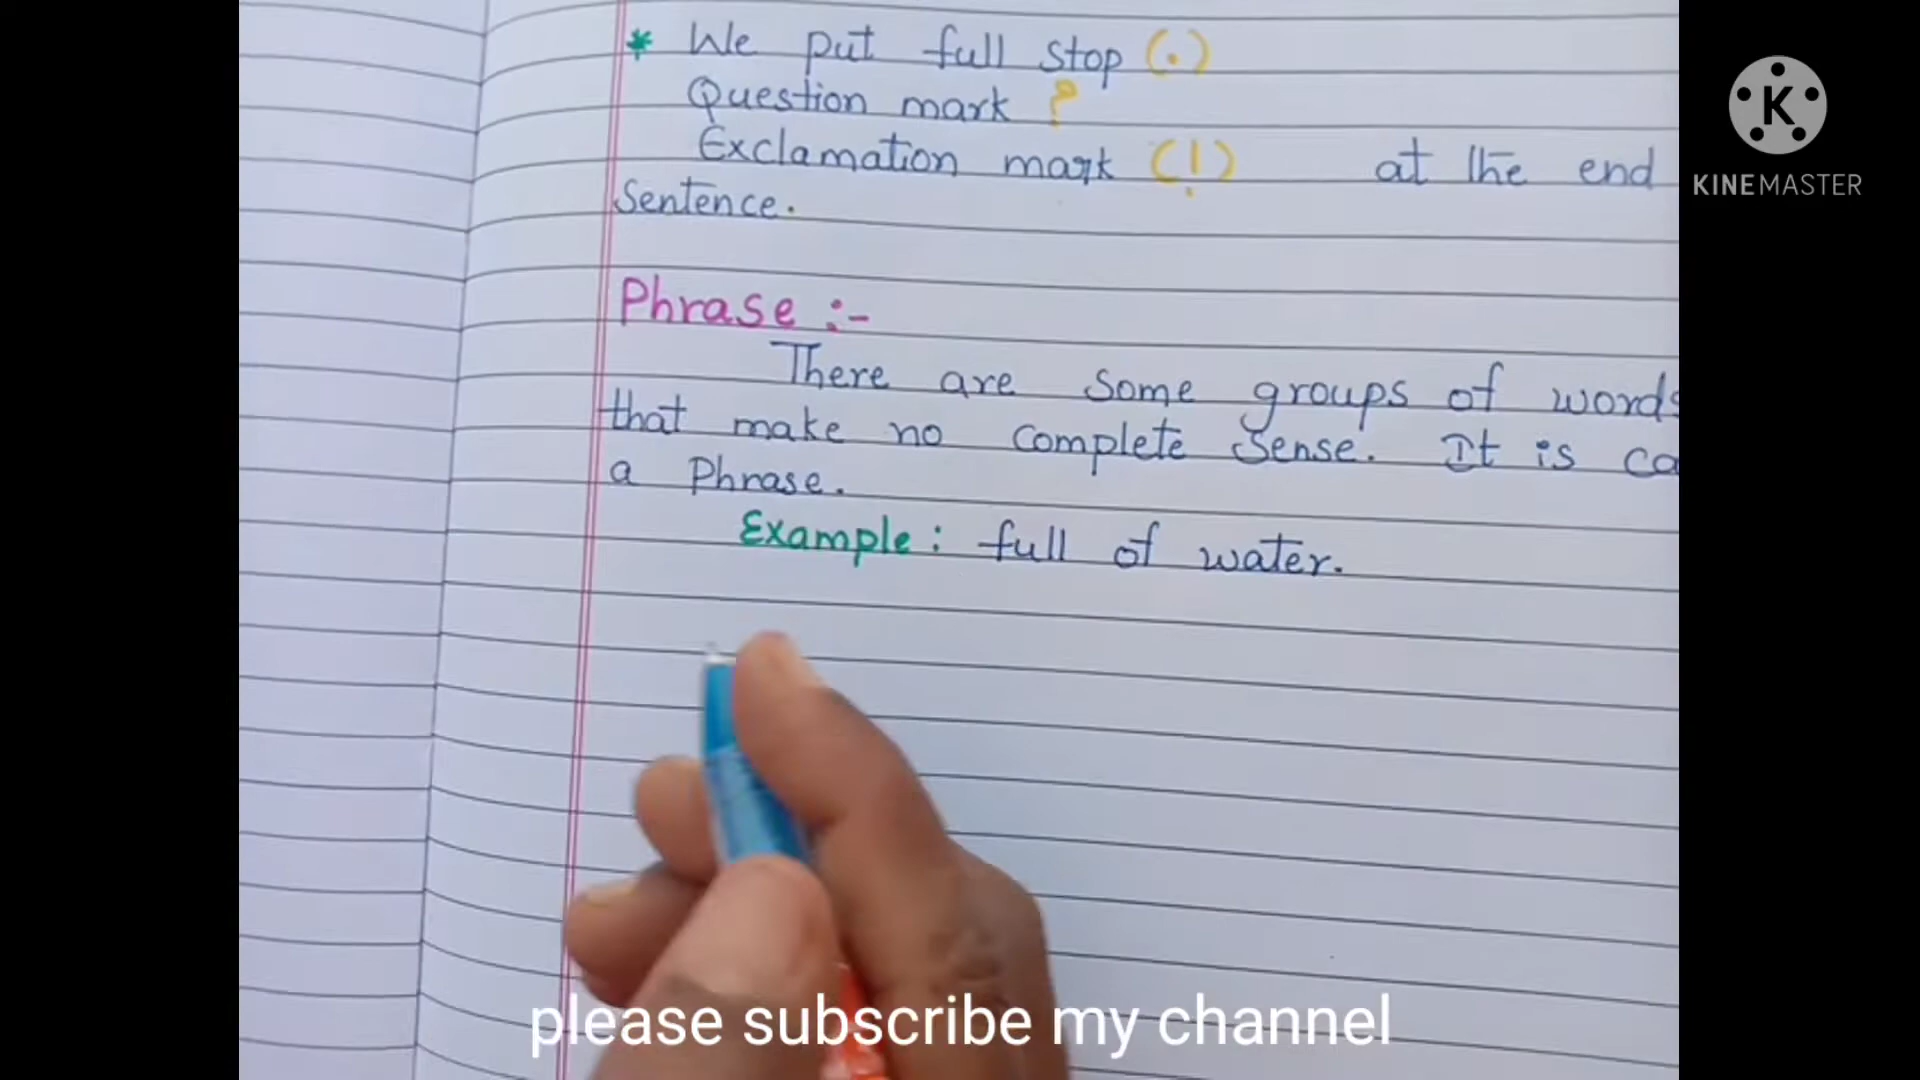 * We put full stop (.)
Question mark ?
Exclamation mark (!) at the end
Sentence.
Phrase :-
There are some groups of words
that make no complete sense. It is
a Phrase.
Example: full of water.
please subscribe my channel
K
KINEMASTER